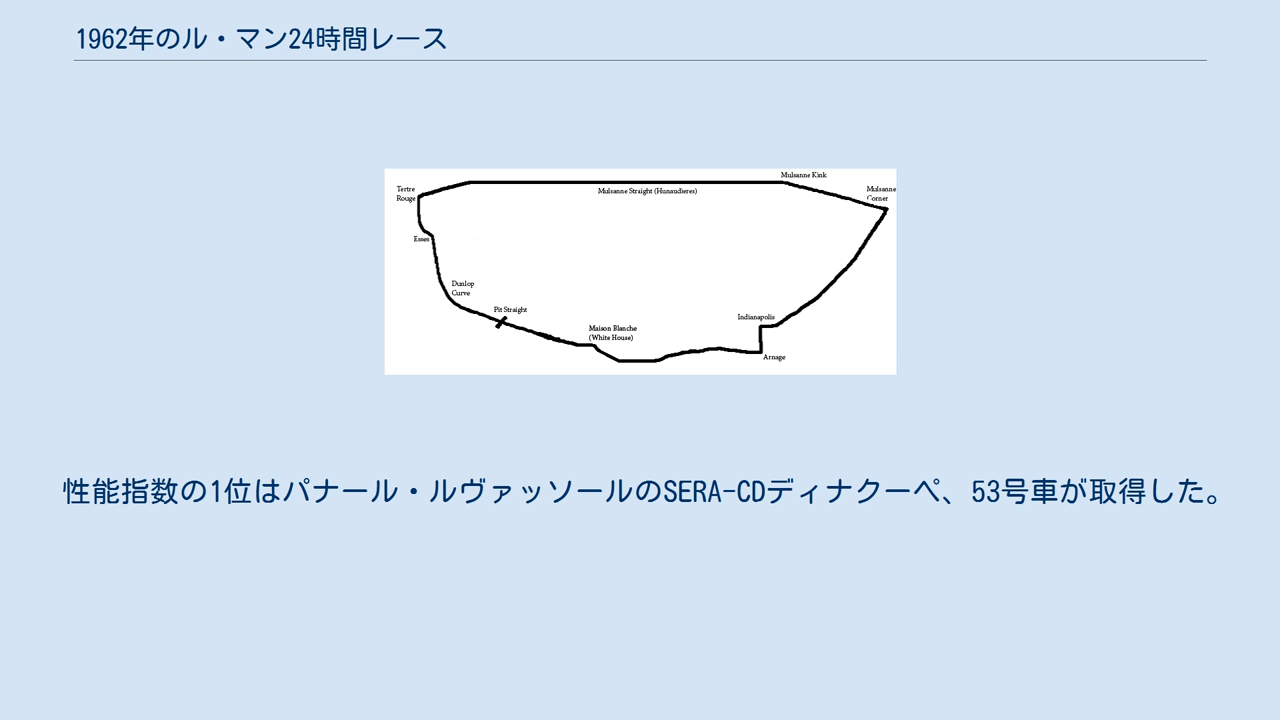 1962年のル・マン24時間レース
Mulsanne Kink
Tertre
Rouge
Mulsanne Straight (Hunaudieres)
Mulsanne
Corner
Esses
Dunlop
Curve
Pit Straight
Indianapolis
Maison Blanche
(White House)
Arnage
性能指数の1位はパナール・ルヴァッソールのSERA-CDディナクーペ、53号車が取得した。